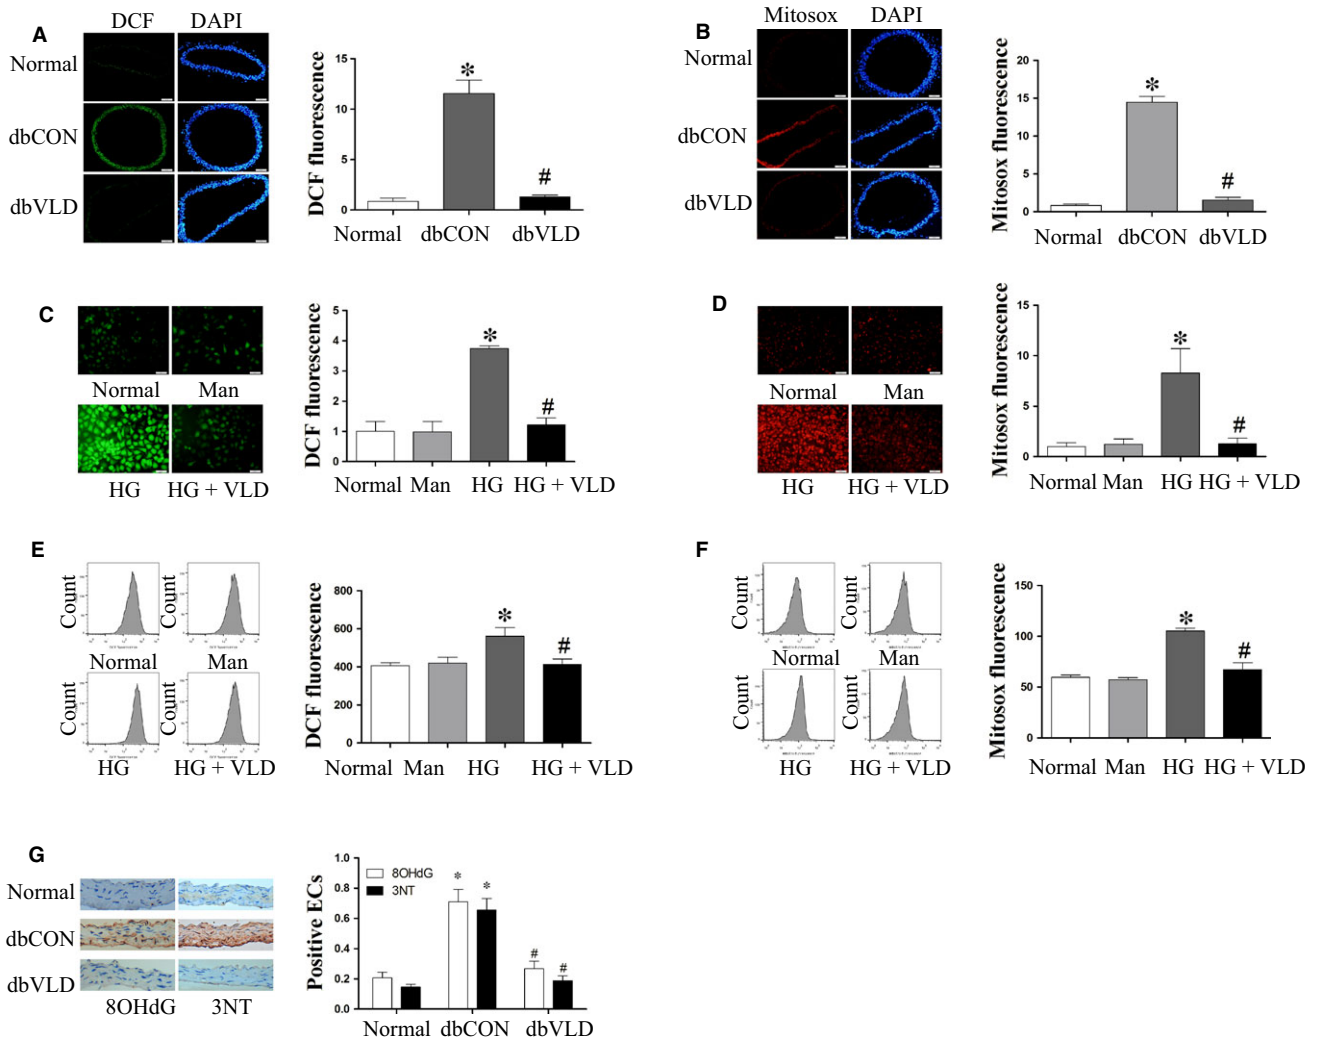 A
DCF DAPI
Normal
dbCON
dbVLD
DCF fluorescence
15
10
5
0
*
#
Normal dbCON dbVLD
B
Mitosox DAPI
Normal
dbCON
dbVLD
Mitosox fluorescence
20
15
10
5
0
*
#
Normal dbCON dbVLD
C
Normal Man
HG HG + VLD
DCF fluorescence
5
4
3
2
1
0
*
#
Normal Man HG HG + VLD
D
Normal Man
HG HG + VLD
Mitosox fluorescence
15
10
5
0
*
#
Normal Man HG HG + VLD
E
Count Count
Normal Man
Count Count
HG HG + VLD
DCF fluorescence
800
600
400
200
0
*
#
Normal Man HG HG + VLD
F
Count Count
Normal Man
Count Count
HG HG + VLD
Mitosox fluorescence
150
100
50
0
*
#
Normal Man HG HG + VLD
G
Normal
dbCON
dbVLD
8OHdG 3NT
Positive ECs
1.0
0.8
0.6
0.4
0.2
0.0
8OHdG
3NT
* *
# #
Normal dbCON dbVLD